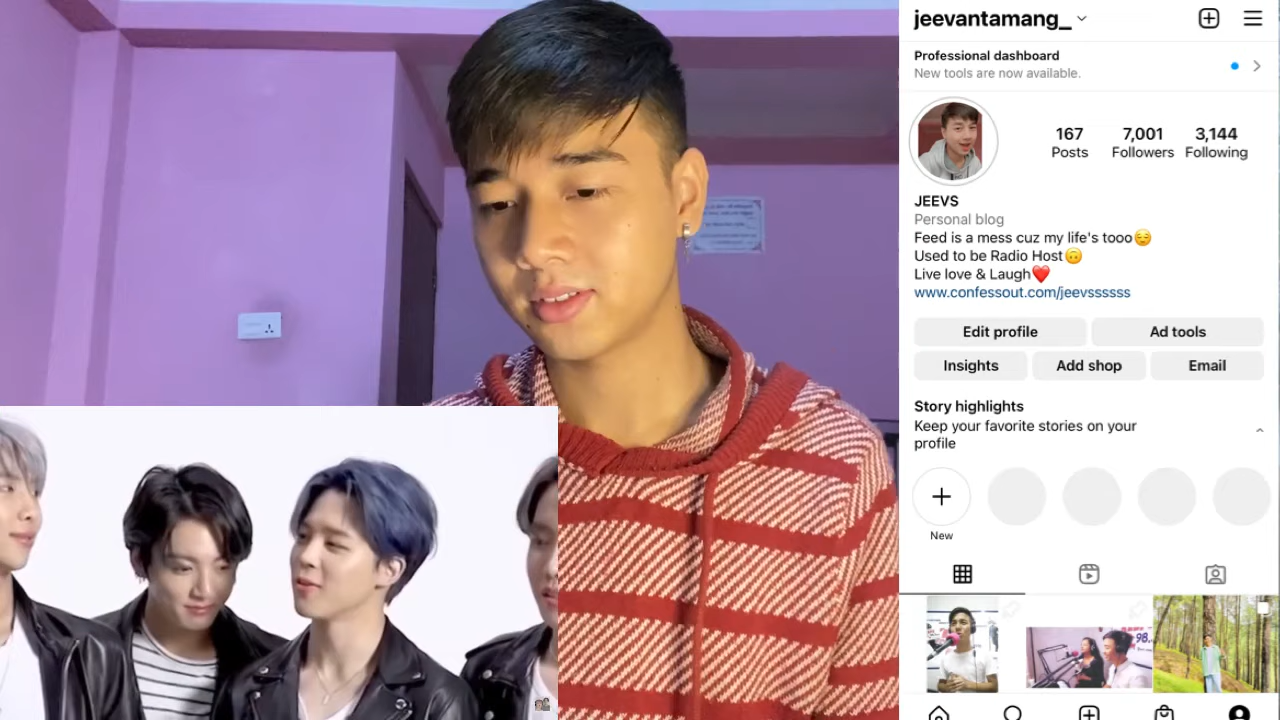 jeevantamang_
Professional dashboard
New tools are now available.
167
7,001
3,144
Posts
Followers
Following
JEEVS
Personal blog
Feed is a mess cuz my life's tooo😌
Used to be Radio Host🙃
Live love & Laugh❤️
www.confessout.com/jeevssssss
Edit profile
Ad tools
Insights
Add shop
Email
Story highlights
Keep your favorite stories on your
profile
New
98.